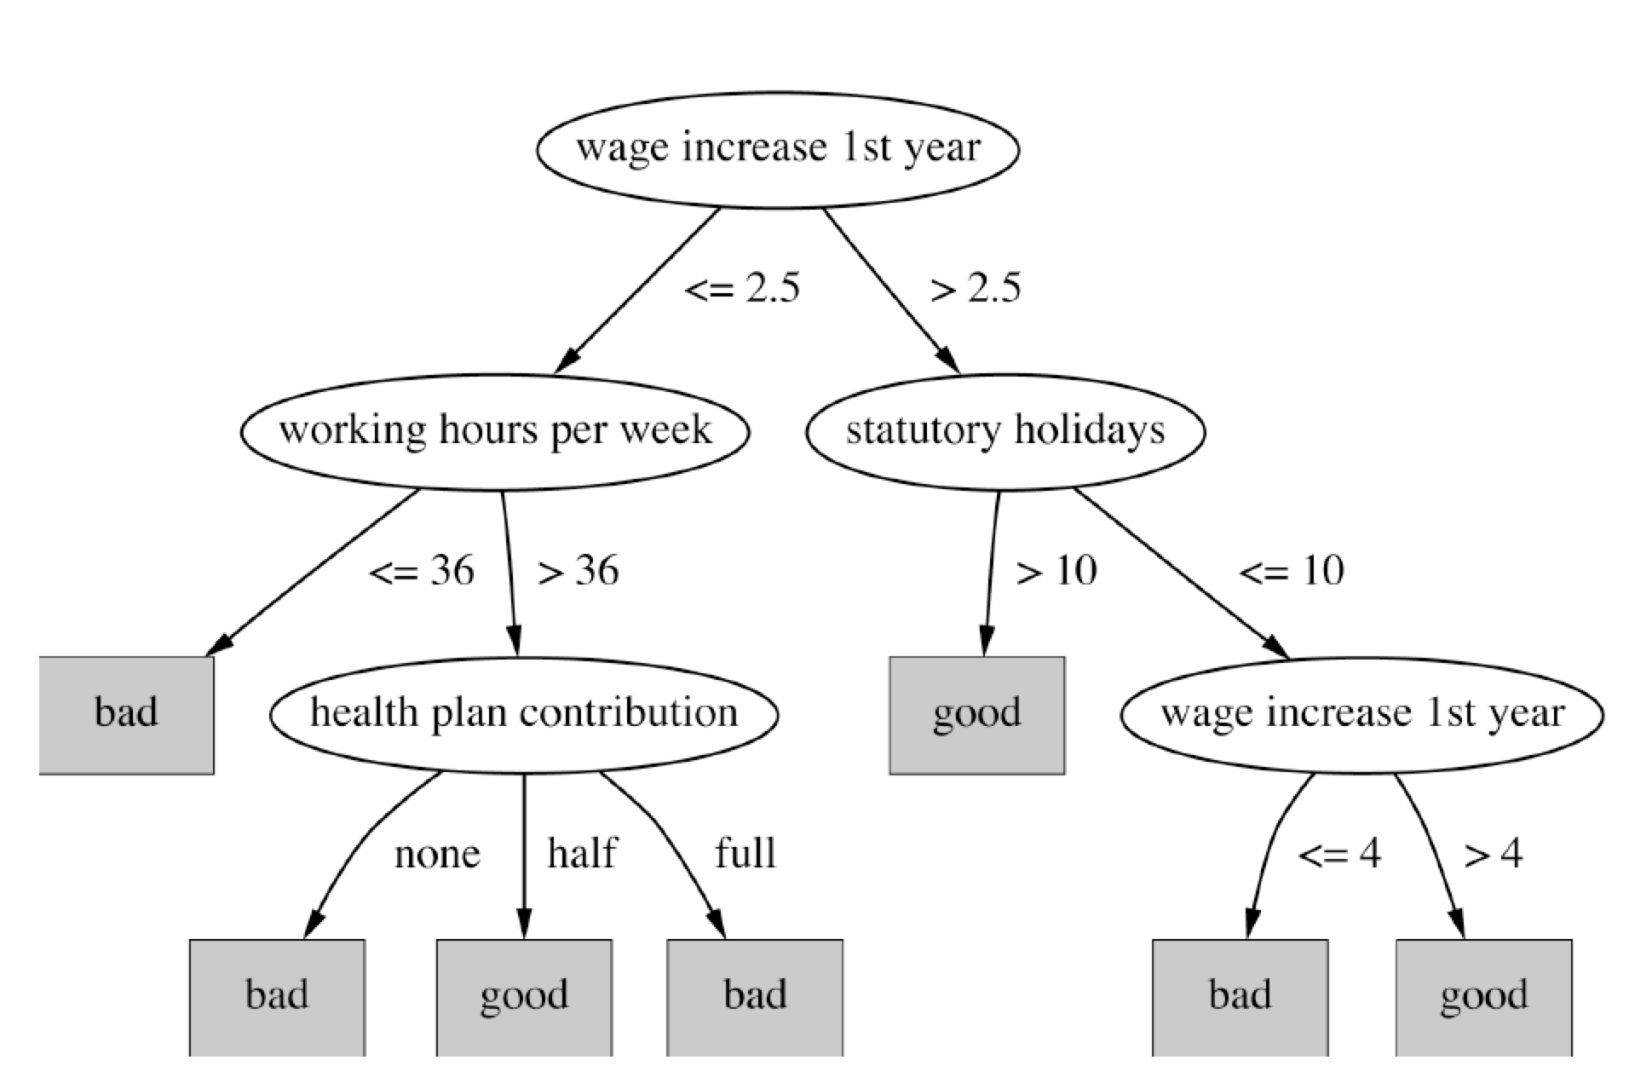 wage increase 1st year
<= 2.5
> 2.5
working hours per week
statutory holidays
<= 36
> 36
> 10
<= 10
bad
health plan contribution
good
wage increase 1st year
none
half
full
<= 4
> 4
bad
good
bad
bad
good